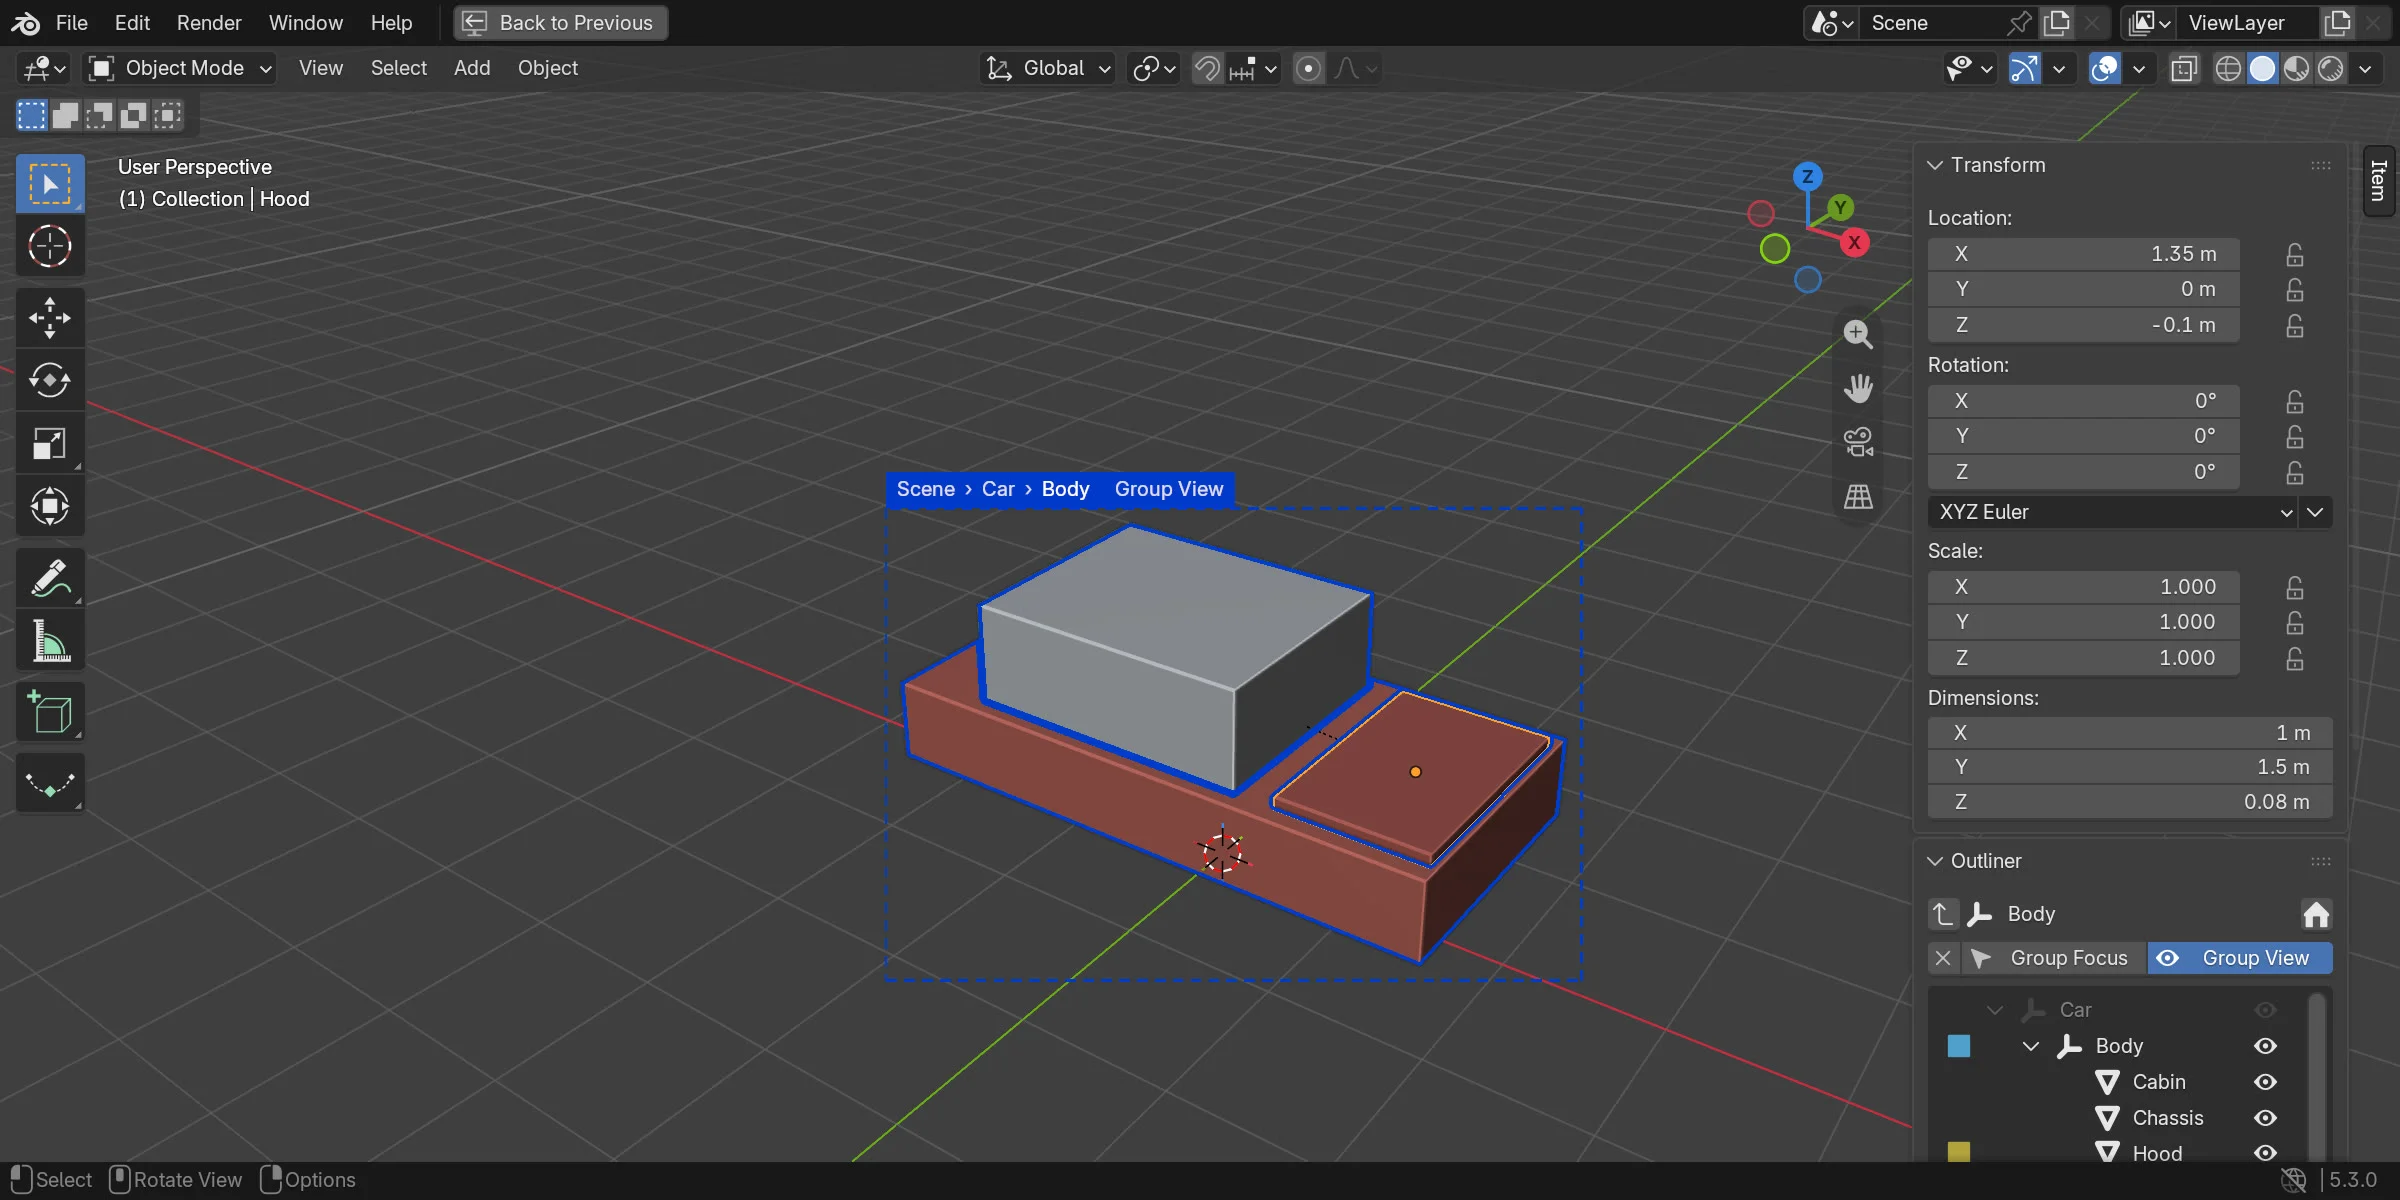 File Edit Render Window Help Back to Previous Scene ViewLayer
Object Mode View Select Add Object Global
User Perspective
(1) Collection | Hood
Z
Y
X
Scene › Car › Body Group View
Item
Transform
Location:
X 1.35 m
Y 0 m
Z -0.1 m
Rotation:
X 0°
Y 0°
Z 0°
XYZ Euler
Scale:
X 1.000
Y 1.000
Z 1.000
Dimensions:
X 1 m
Y 1.5 m
Z 0.08 m
Outliner
Body
Group Focus Group View
Car
Body
Cabin
Chassis
Hood
Select Rotate View Options 5.3.0